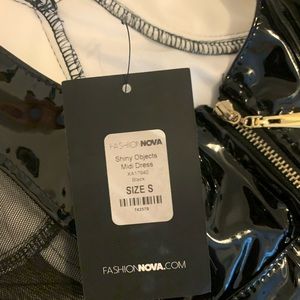 FASHIONNOVA
Shiny Objects
Midi Dress
Black
SIZE S
FASHIONNOVA.COM